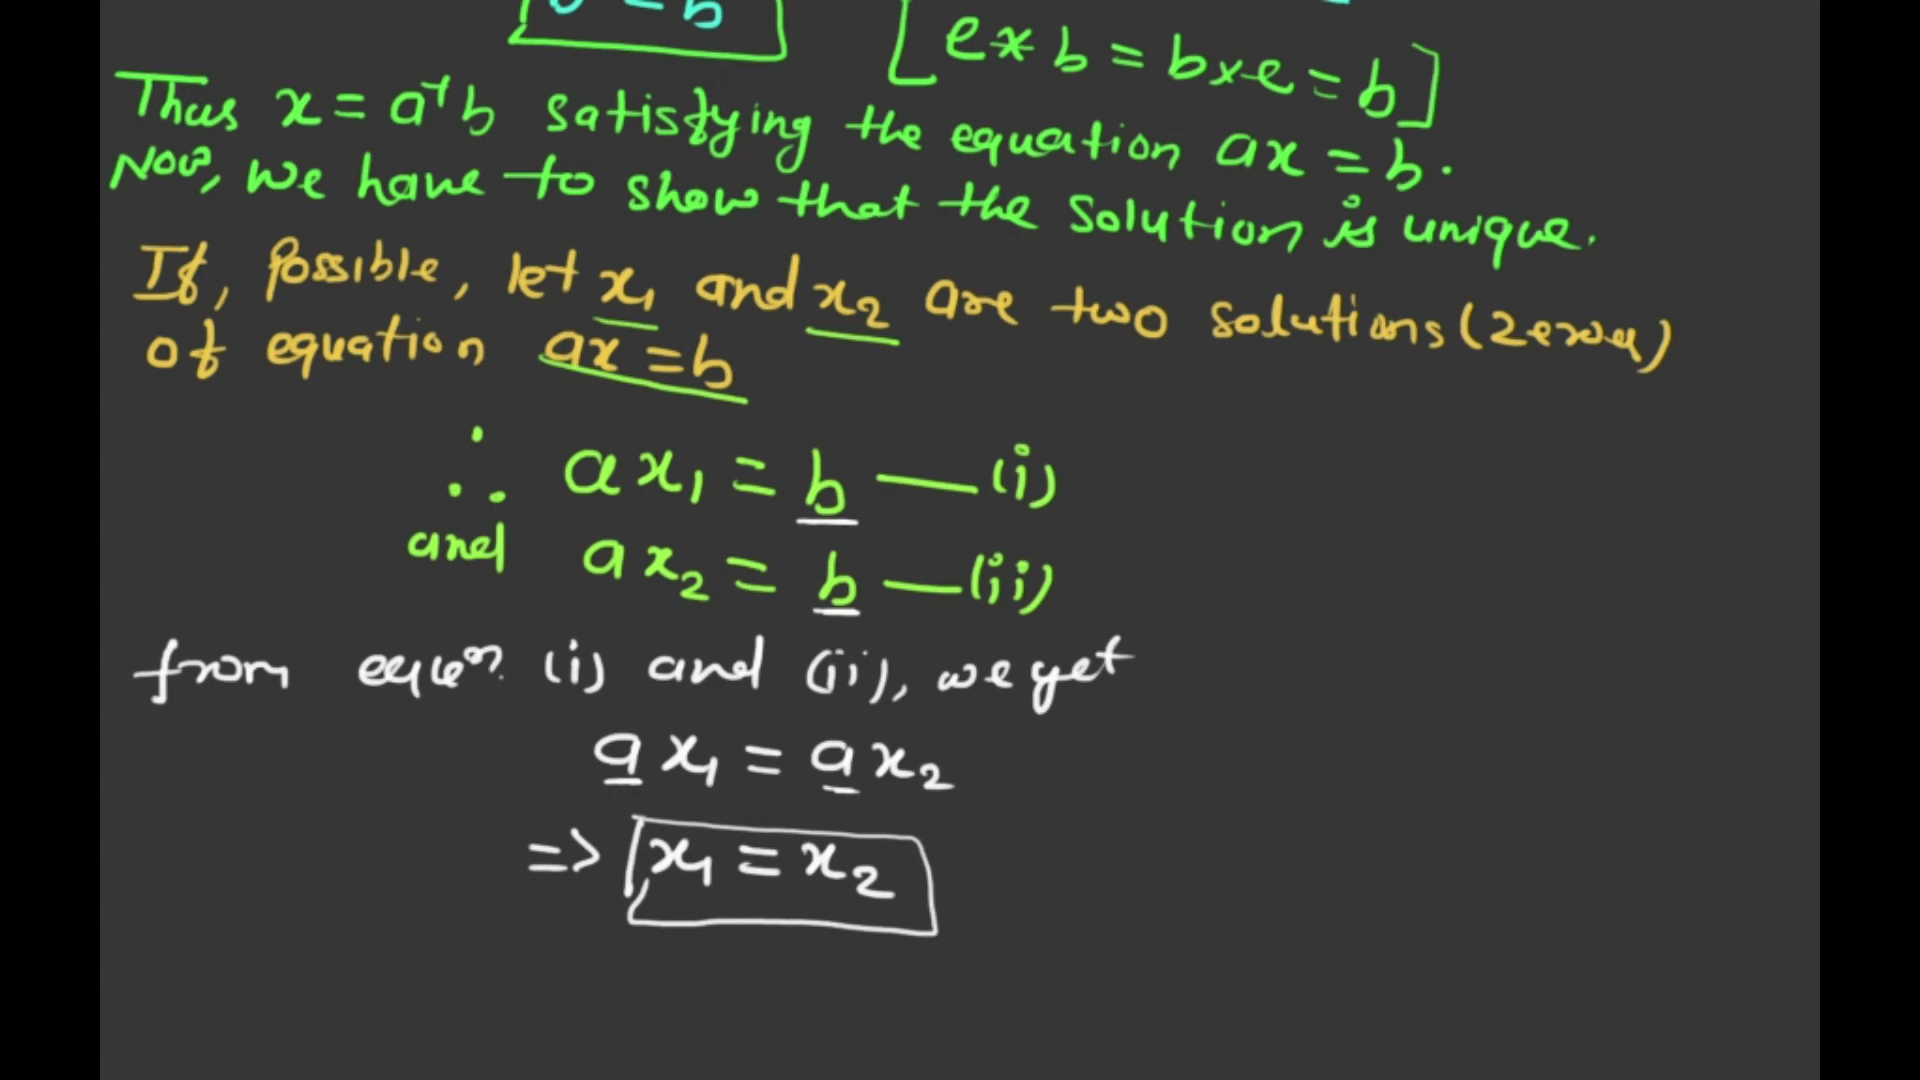 = b
[e * b = b * e = b]
Thus x = a⁻¹b satisfying the equation ax = b.
Now, we have to show that the solution is unique.
If, possible, let x₁ and x₂ are two solutions (
of equation ax = b
∴ ax₁ = b — (i)
and ax₂ = b — (ii)
from equⁿ. (i) and (ii), we get
ax₁ = ax₂
=> x₁ = x₂